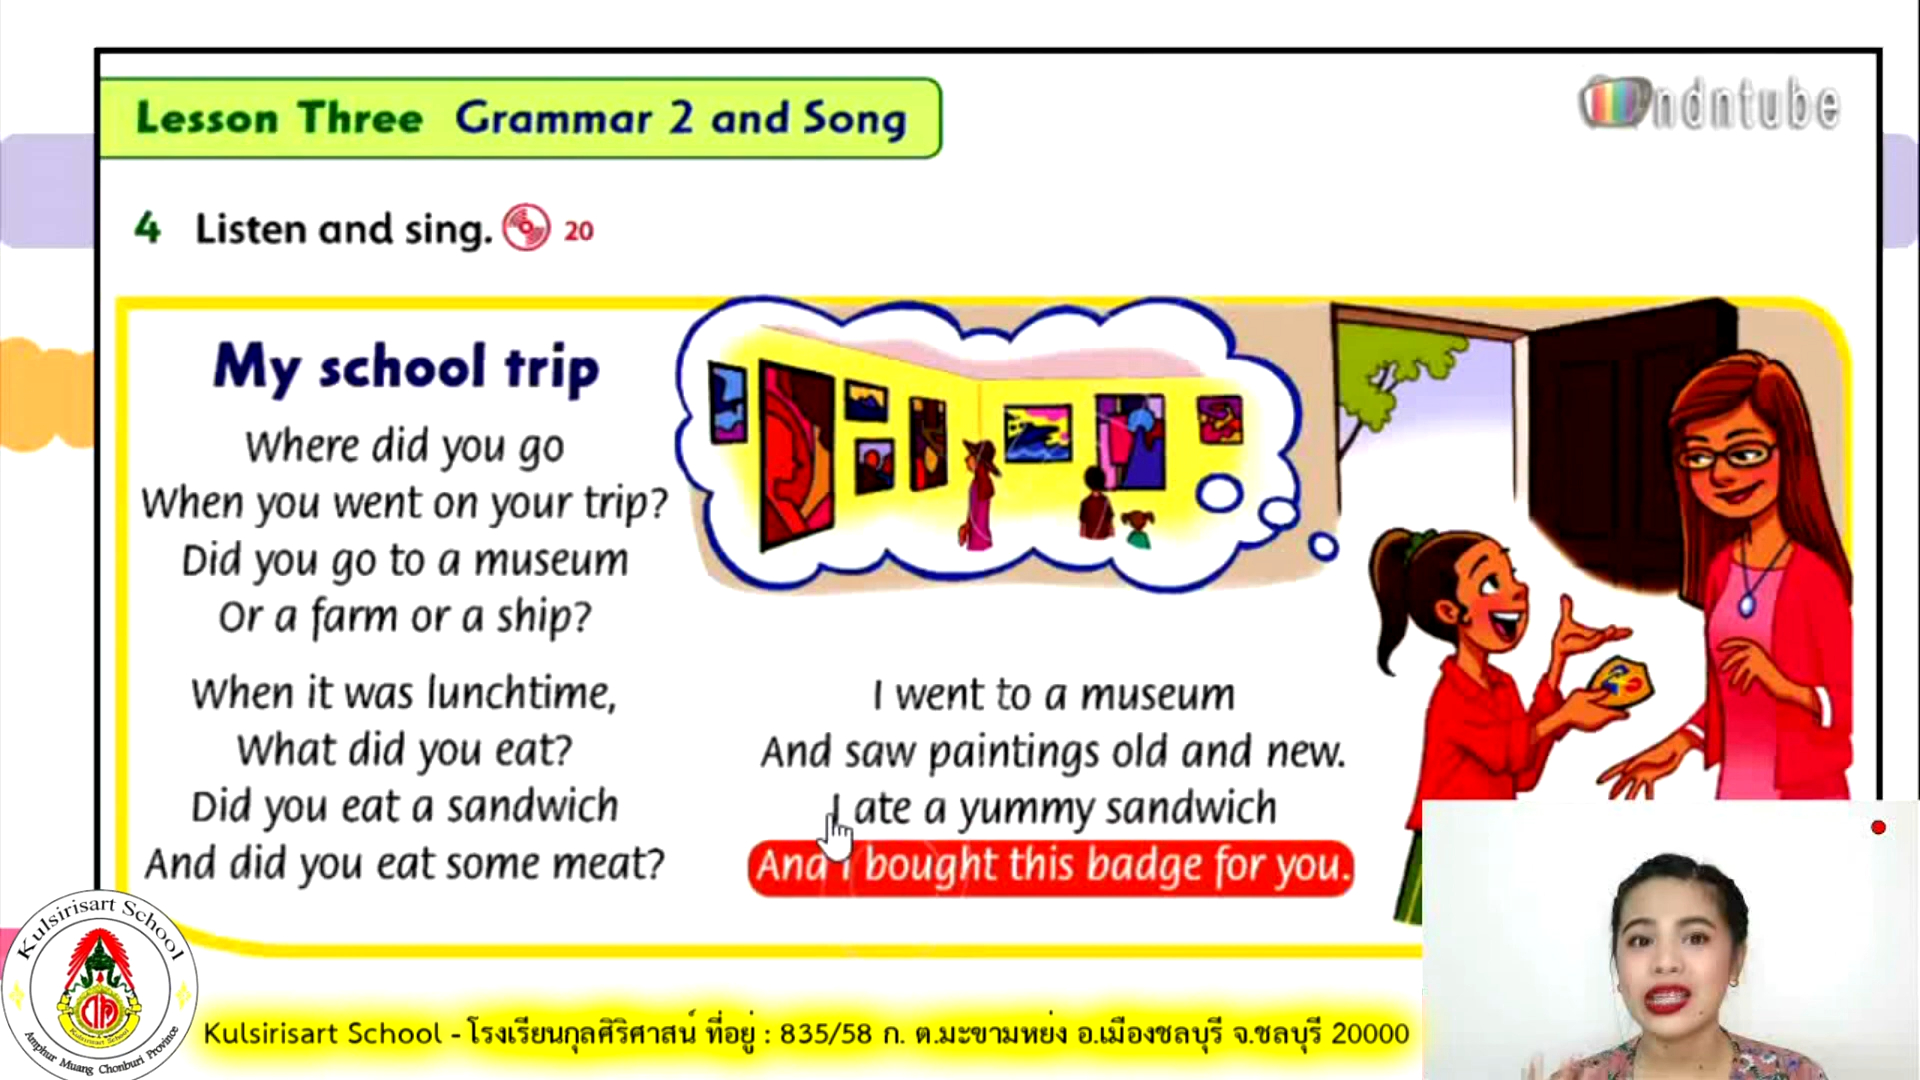 Lesson Three Grammar 2 and Song
ndntube
4 Listen and sing. 20
My school trip
Where did you go
When you went on your trip?
Did you go to a museum
Or a farm or a ship?
When it was lunchtime,
What did you eat?
Did you eat a sandwich
And did you eat some meat?
I went to a museum
And saw paintings old and new.
I ate a yummy sandwich
And I bought this badge for you.
Kulsirisart School
Amphur Muang Chonburi Province
Kulsirisart School - โรงเรียนกุลศิริศาสน์ ที่อยู่ : 835/58 ก. ต.มะขามหย่ง อ.เมืองชลบุรี จ.ชลบุรี 20000